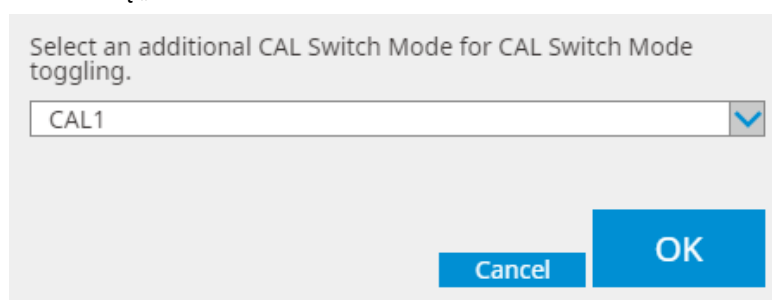 Select an additional CAL Switch Mode for CAL Switch Mode
toggling.
CAL1
Cancel
OK